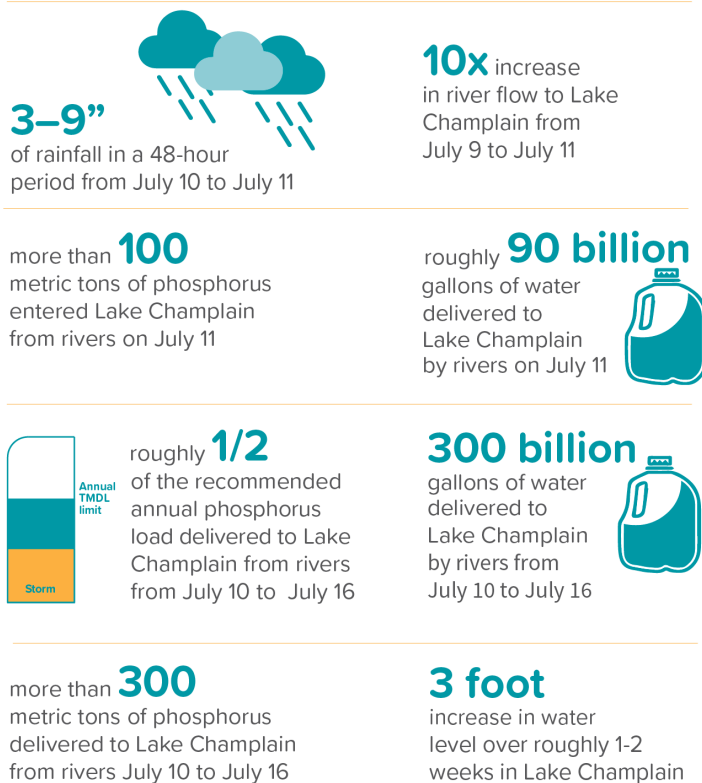 3–9”
of rainfall in a 48-hour
period from July 10 to July 11
10x increase
in river flow to Lake
Champlain from
July 9 to July 11
more than 100
metric tons of phosphorus
entered Lake Champlain
from rivers on July 11
roughly 90 billion
gallons of water
delivered to
Lake Champlain
by rivers on July 11
Annual
TMDL
limit
Storm
roughly 1/2
of the recommended
annual phosphorus
load delivered to Lake
Champlain from rivers
from July 10 to July 16
300 billion
gallons of water
delivered to
Lake Champlain
by rivers from
July 10 to July 16
more than 300
metric tons of phosphorus
delivered to Lake Champlain
from rivers July 10 to July 16
3 foot
increase in water
level over roughly 1-2
weeks in Lake Champlain